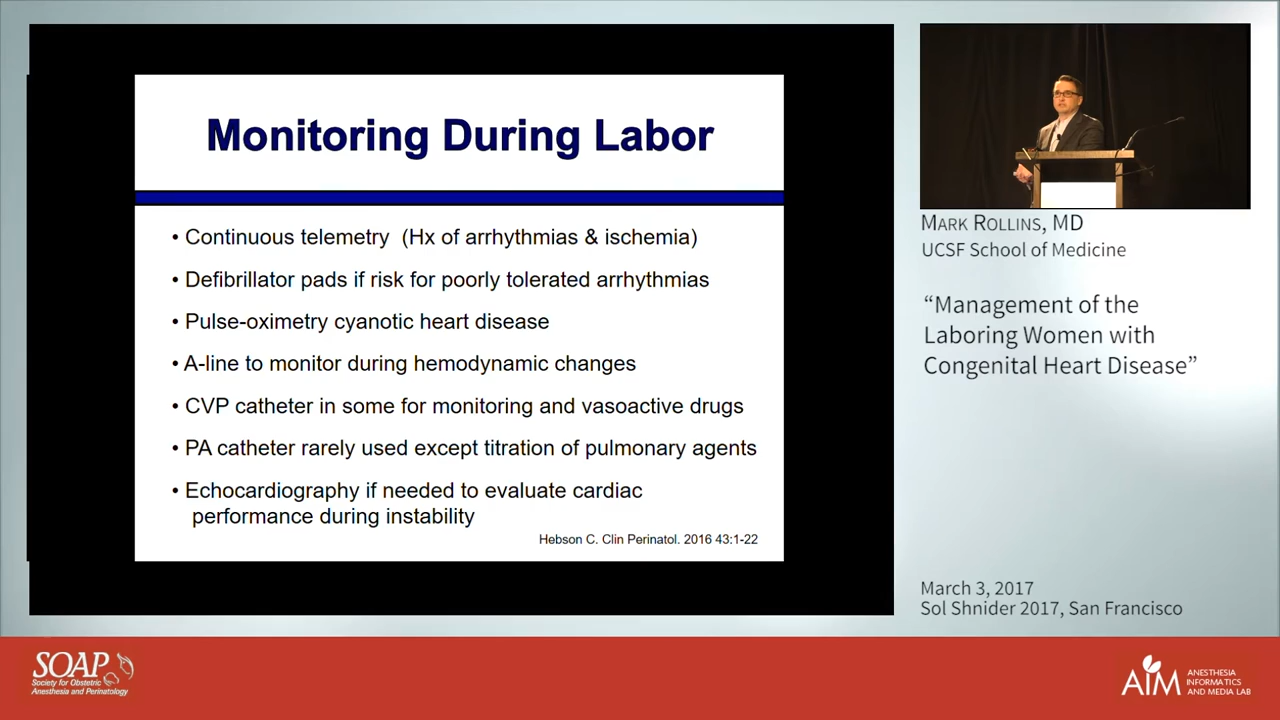 Monitoring During Labor
• Continuous telemetry (Hx of arrhythmias & ischemia)
• Defibrillator pads if risk for poorly tolerated arrhythmias
• Pulse-oximetry cyanotic heart disease
• A-line to monitor during hemodynamic changes
• CVP catheter in some for monitoring and vasoactive drugs
• PA catheter rarely used except titration of pulmonary agents
• Echocardiography if needed to evaluate cardiac
performance during instability
Hebson C. Clin Perinatol. 2016 43:1-22
MARK ROLLINS, MD
UCSF School of Medicine
“Management of the
Laboring Women with
Congenital Heart Disease”
March 3, 2017
Sol Shnider 2017, San Francisco
SOAP
Society for Obstetric
Anesthesia and Perinatology
AIM
ANESTHESIA
INFORMATICS
AND MEDIA LAB